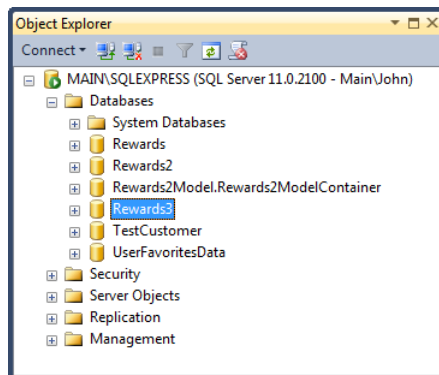 Object Explorer
Connect
MAIN\SQLEXPRESS (SQL Server 11.0.2100 - Main\John)
Databases
System Databases
Rewards
Rewards2
Rewards2Model.Rewards2ModelContainer
Rewards3
TestCustomer
UserFavoritesData
Security
Server Objects
Replication
Management